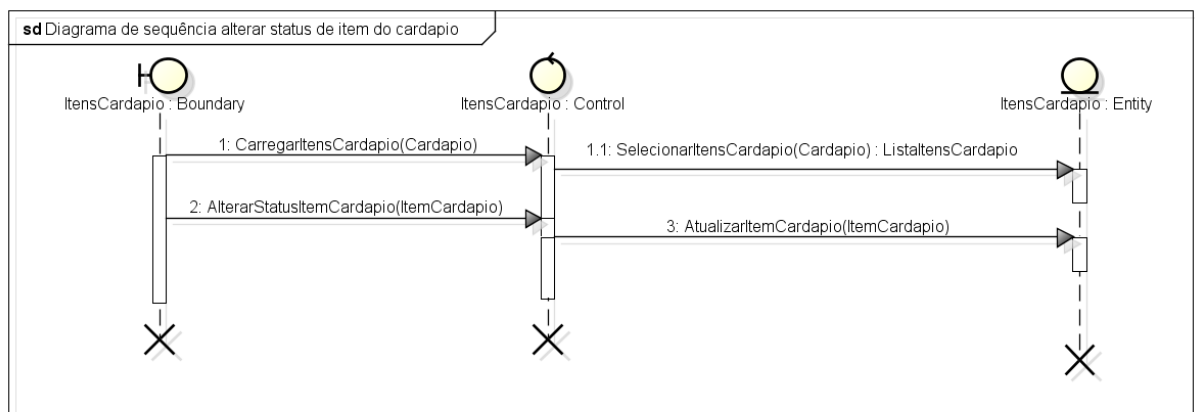 sd Diagrama de sequência alterar status de item do cardapio
ItensCardapio : Boundary
ItensCardapio : Control
ItensCardapio : Entity
1: CarregarItensCardapio(Cardapio)
1.1: SelecionarItensCardapio(Cardapio) : ListaItensCardapio
2: AlterarStatusItemCardapio(ItemCardapio)
3: AtualizarItemCardapio(ItemCardapio)